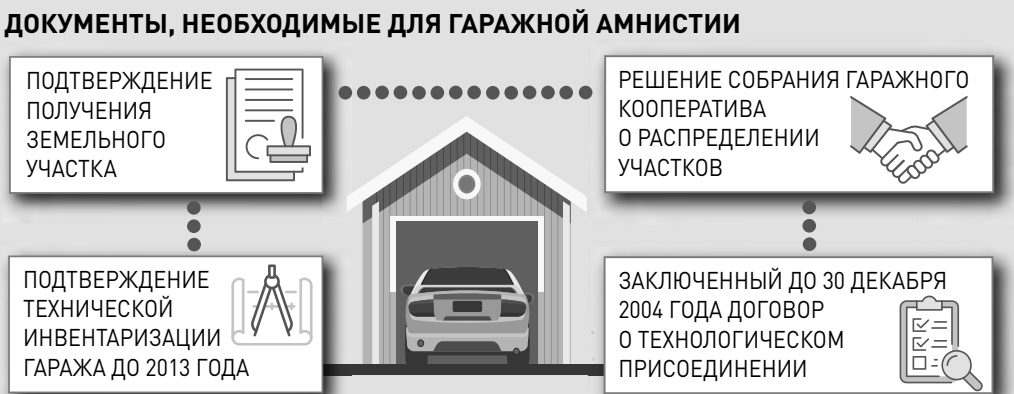 ДОКУМЕНТЫ, НЕОБХОДИМЫЕ ДЛЯ ГАРАЖНОЙ АМНИСТИИ
ПОДТВЕРЖДЕНИЕ
ПОЛУЧЕНИЯ
ЗЕМЕЛЬНОГО
УЧАСТКА
РЕШЕНИЕ СОБРАНИЯ ГАРАЖНОГО
КООПЕРАТИВА
О РАСПРЕДЕЛЕНИИ
УЧАСТКОВ
ПОДТВЕРЖДЕНИЕ
ТЕХНИЧЕСКОЙ
ИНВЕНТАРИЗАЦИИ
ГАРАЖА ДО 2013 ГОДА
ЗАКЛЮЧЕННЫЙ ДО 30 ДЕКАБРЯ
2004 ГОДА ДОГОВОР
О ТЕХНОЛОГИЧЕСКОМ
ПРИСОЕДИНЕНИИ